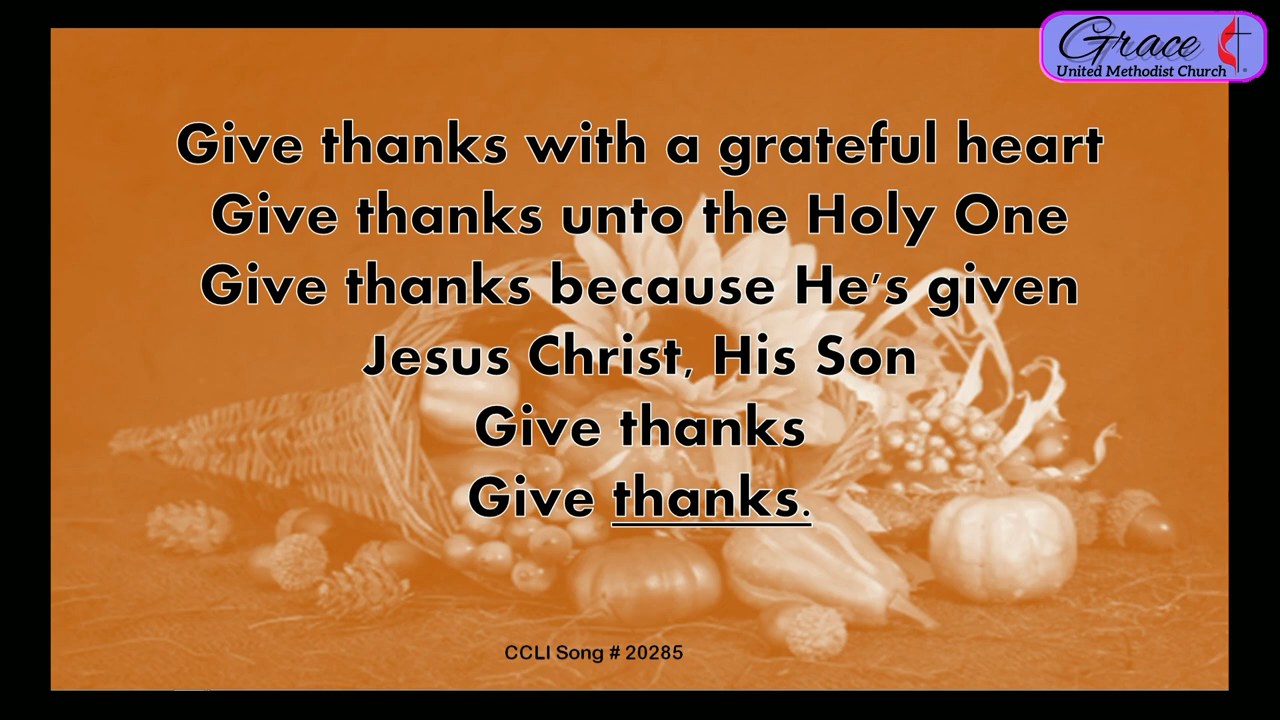 Grace
United Methodist Church
Give thanks with a grateful heart
Give thanks unto the Holy One
Give thanks because He's given
Jesus Christ, His Son
Give thanks
Give thanks.
CCLI Song # 20285